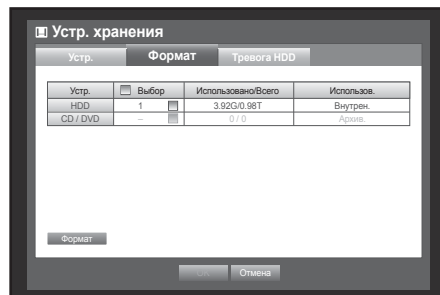 Устр. хранения
Устр. Формат Тревога HDD
Устр. Выбор Использовано/Всего Использов.
HDD 1 3.92G/0.98T Внутрен.
CD / DVD – 0 / 0 Архив.
Формат
OK Отмена